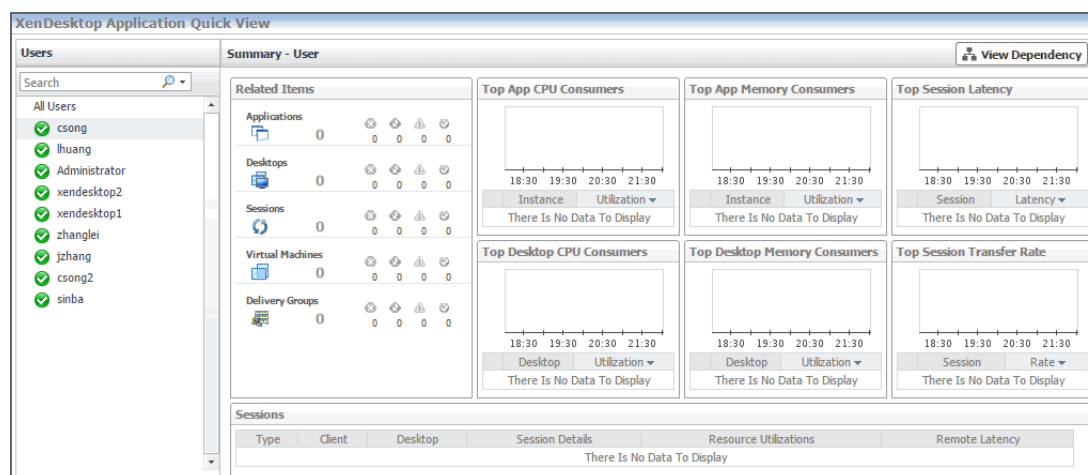 XenDesktop Application Quick View
Users
Search
All Users
csong
lhuang
Administrator
xendesktop2
xendesktop1
zhanglei
jzhang
csong2
sinba
Summary - User
View Dependency
Related Items
Applications
0
0 0 0 0
Desktops
0
0 0 0 0
Sessions
0
0 0 0 0
Virtual Machines
0
0 0 0 0
Delivery Groups
0
0 0 0 0
Top App CPU Consumers
18:30 19:30 20:30 21:30
Instance Utilization
There Is No Data To Display
Top App Memory Consumers
18:30 19:30 20:30 21:30
Instance Utilization
There Is No Data To Display
Top Session Latency
18:30 19:30 20:30 21:30
Session Latency
There Is No Data To Display
Top Desktop CPU Consumers
18:30 19:30 20:30 21:30
Desktop Utilization
There Is No Data To Display
Top Desktop Memory Consumers
18:30 19:30 20:30 21:30
Desktop Utilization
There Is No Data To Display
Top Session Transfer Rate
18:30 19:30 20:30 21:30
Session Rate
There Is No Data To Display
Sessions
Type Client Desktop Session Details Resource Utilizations Remote Latency
There Is No Data To Display